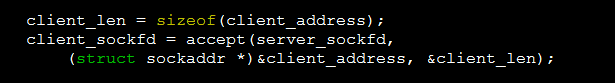 client_len = sizeof(client_address);
client_sockfd = accept(server_sockfd,
(struct sockaddr *)&client_address, &client_len);